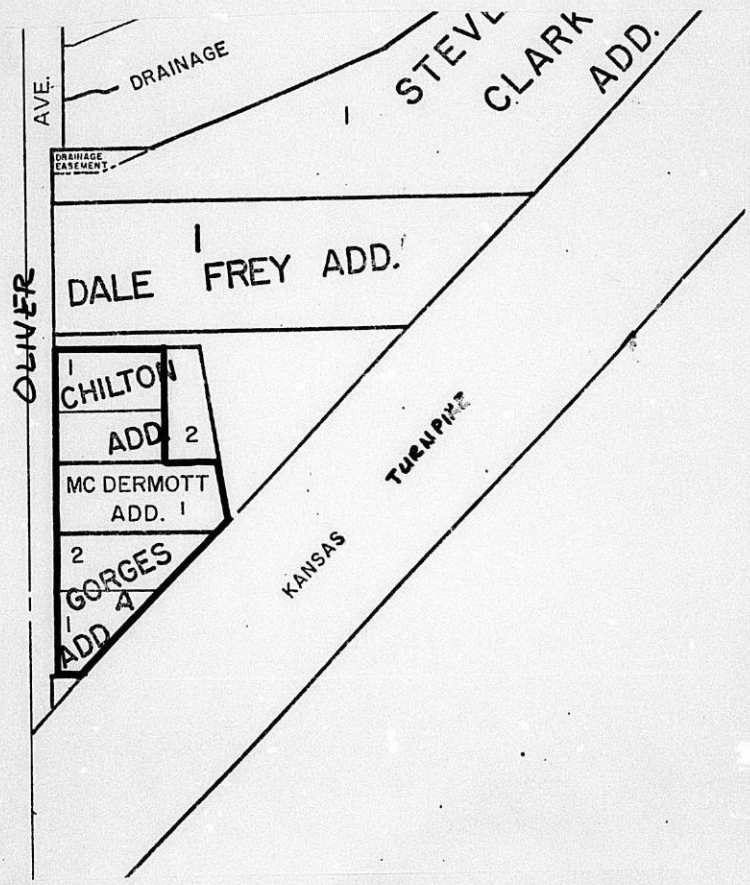 STEVE
CLARK
ADD.
1
DRAINAGE
AVE.
DRAINAGE
EASEMENT
1
DALE FREY ADD.
OLIVER
1
CHILTON
ADD. 2
MC DERMOTT
ADD. 1
2
GORGES
A
1
ADD
KANSAS TURNPIKE